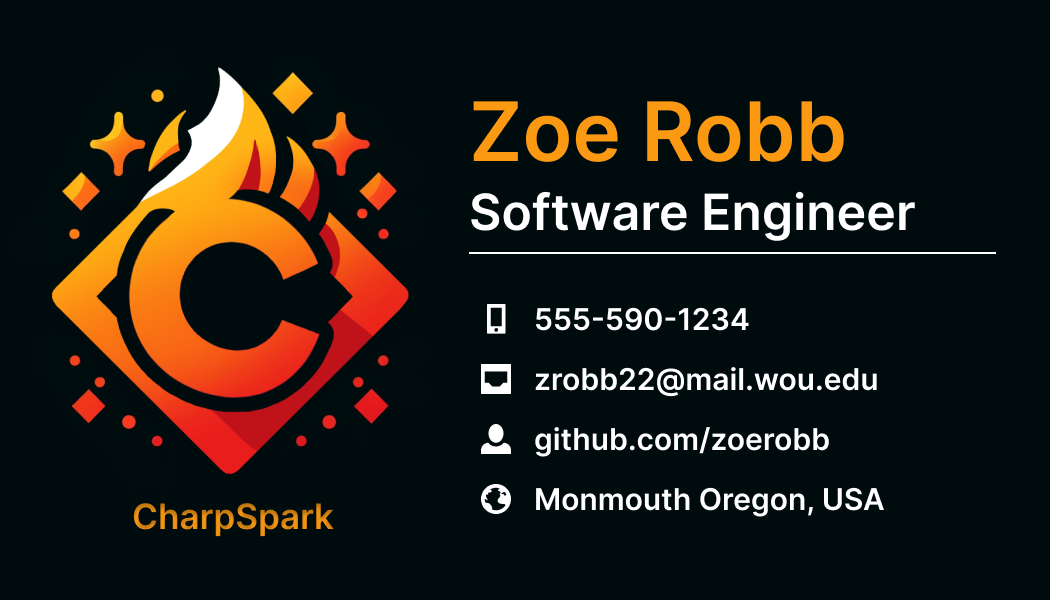 Zoe Robb
Software Engineer
555-590-1234
zrobb22@mail.wou.edu
github.com/zoerobb
Monmouth Oregon, USA
C
CharpSpark